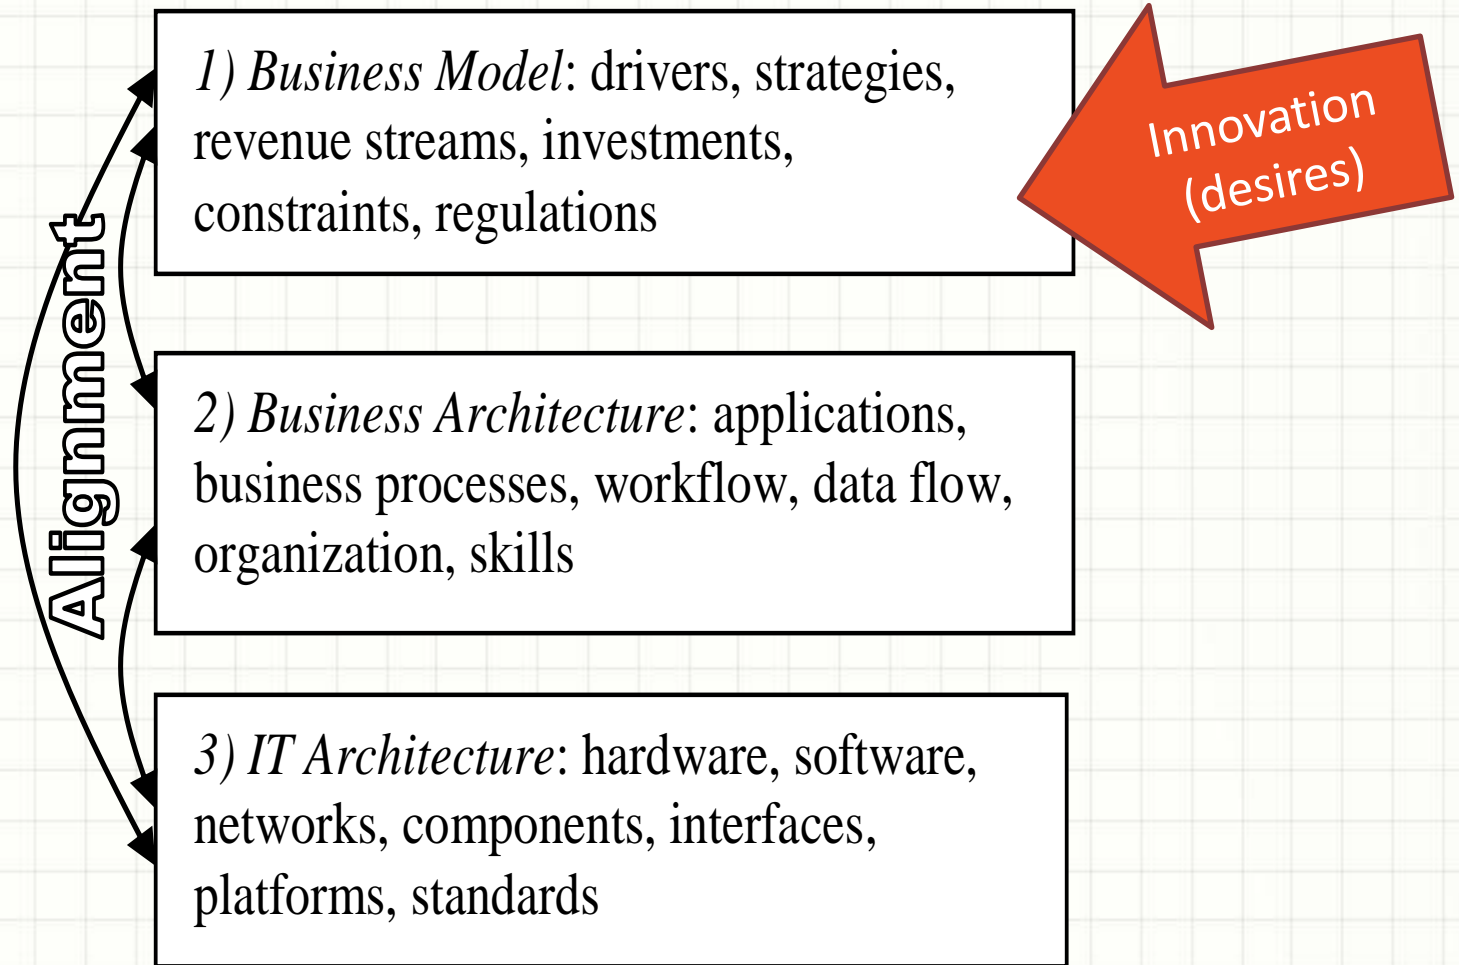 1) Business Model: drivers, strategies,
revenue streams, investments,
constraints, regulations
Innovation
(desires)
Alignment
2) Business Architecture: applications,
business processes, workflow, data flow,
organization, skills
3) IT Architecture: hardware, software,
networks, components, interfaces,
platforms, standards